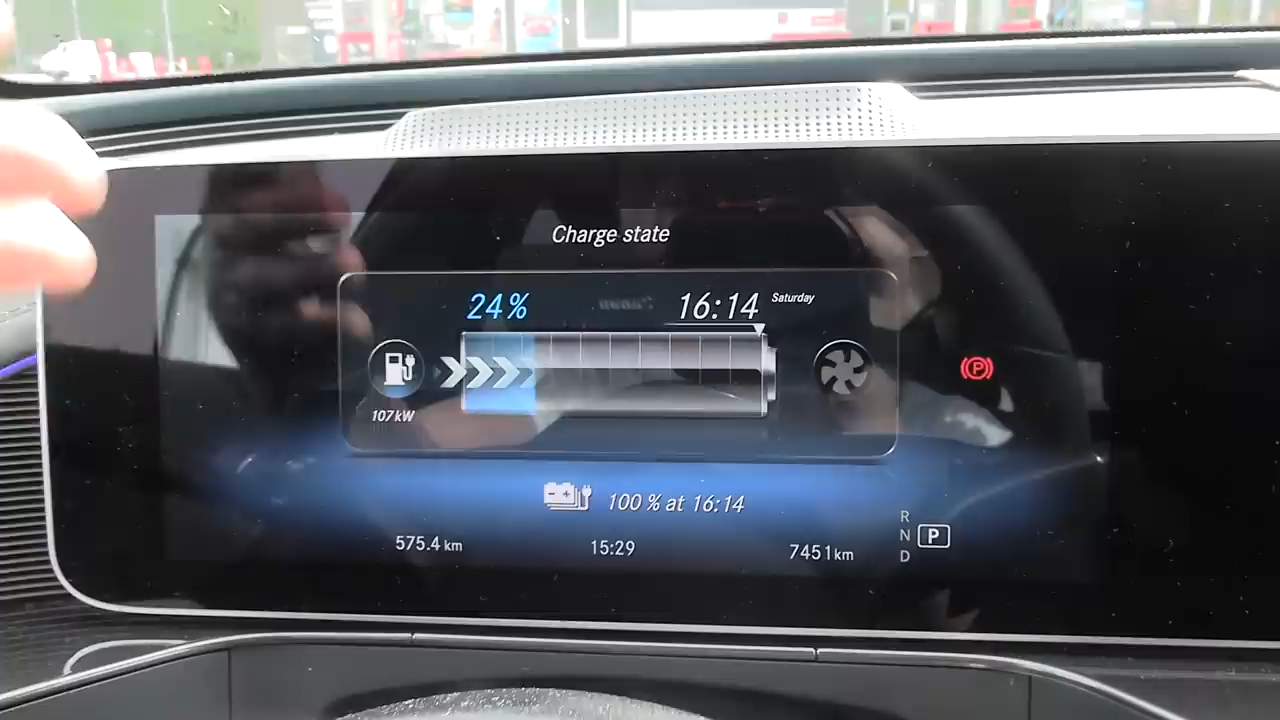 Charge state
24%
16:14 Saturday
107 kW
P
100 % at 16:14
575.4 km
15:29
7451 km
R
N P
D